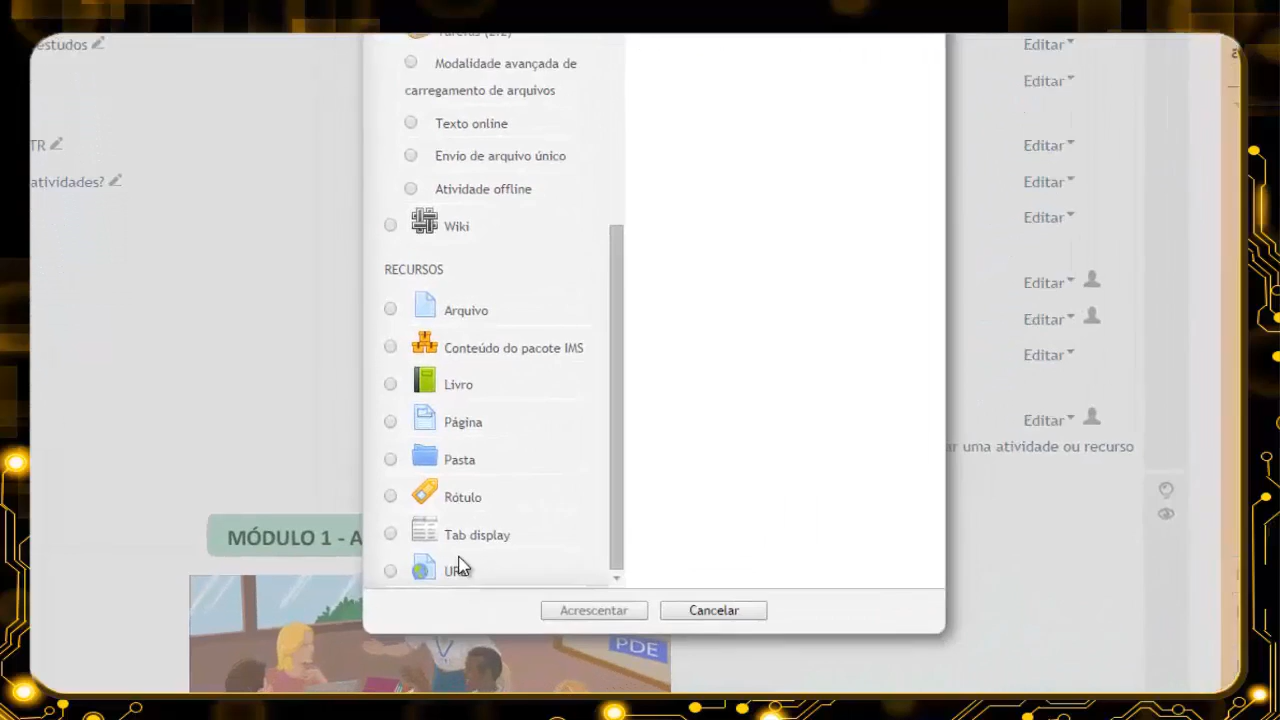 estudos
Editar
Editar
Modalidade avançada de
carregamento de arquivos
Texto online
TR
Editar
Envio de arquivo único
atividades?
Editar
Atividade offline
Editar
Wiki
RECURSOS
Editar
Arquivo
Editar
Conteúdo do pacote IMS
Editar
Livro
Página
Editar
ar uma atividade ou recurso
Pasta
Rótulo
Tab display
MÓDULO 1 - A
Acrescentar
Cancelar
PDE